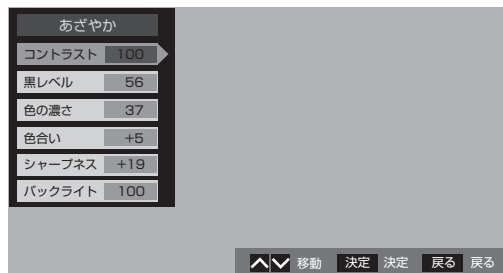 あざやか
コントラスト 100
黒レベル 56
色の濃さ 37
色合い +5
シャープネス +19
バックライト 100
移動 決定 決定 戻る 戻る